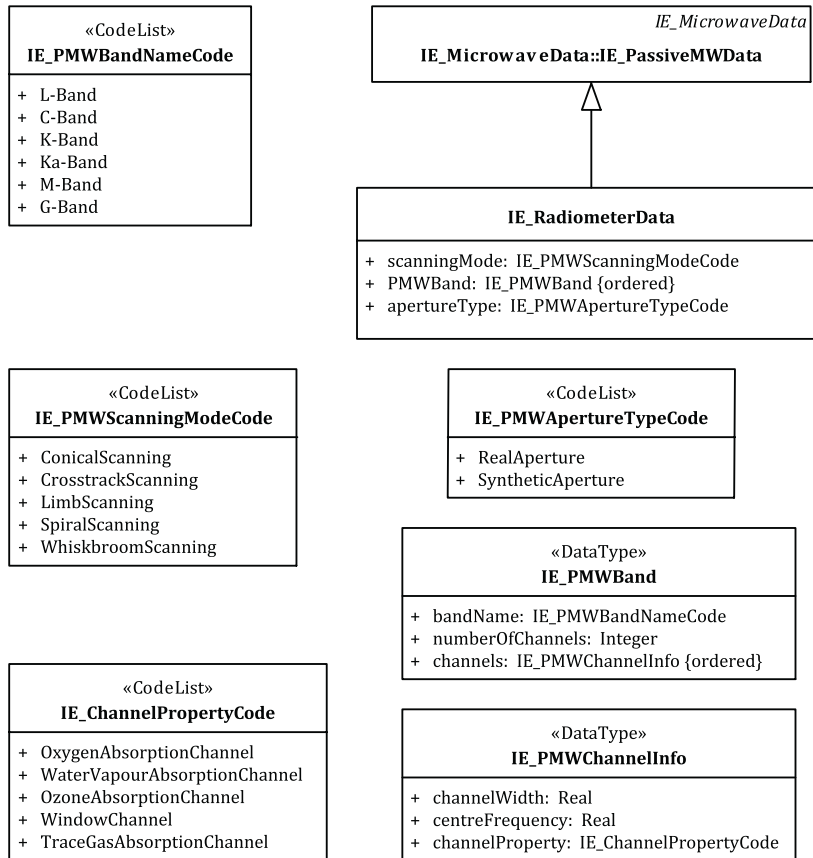 «CodeList»
IE_PMWBandNameCode
+ L-Band
+ C-Band
+ K-Band
+ Ka-Band
+ M-Band
+ G-Band
IE_MicrowaveData
IE_MicrowaveData::IE_PassiveMWData
IE_RadiometerData
+ scanningMode: IE_PMWScanningModeCode
+ PMWBand: IE_PMWBand {ordered}
+ apertureType: IE_PMWApertureTypeCode
«CodeList»
IE_PMWScanningModeCode
+ ConicalScanning
+ CrosstrackScanning
+ LimbScanning
+ SpiralScanning
+ WhiskbroomScanning
«CodeList»
IE_PMWApertureTypeCode
+ RealAperture
+ SyntheticAperture
«DataType»
IE_PMWBand
+ bandName: IE_PMWBandNameCode
+ numberOfChannels: Integer
+ channels: IE_PMWChannelInfo {ordered}
«CodeList»
IE_ChannelPropertyCode
+ OxygenAbsorptionChannel
+ WaterVapourAbsorptionChannel
+ OzoneAbsorptionChannel
+ WindowChannel
+ TraceGasAbsorptionChannel
«DataType»
IE_PMWChannelInfo
+ channelWidth: Real
+ centreFrequency: Real
+ channelProperty: IE_ChannelPropertyCode